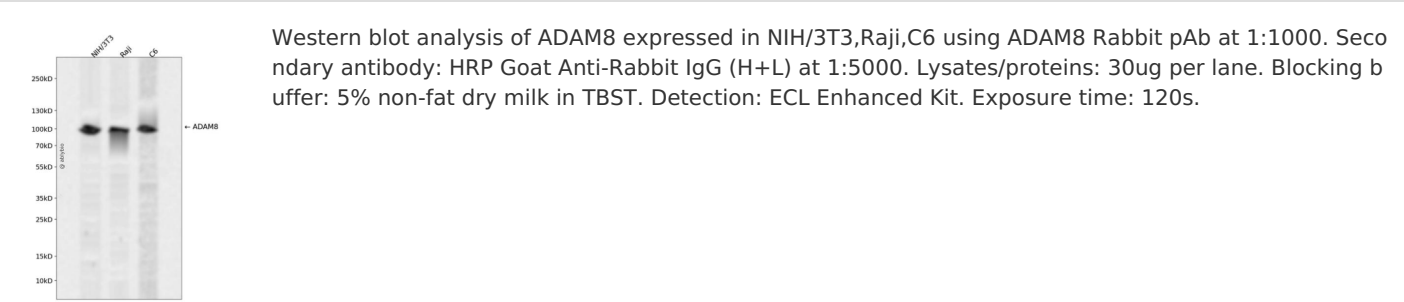 NIH/3T3 Raji C6
Western blot analysis of ADAM8 expressed in NIH/3T3,Raji,C6 using ADAM8 Rabbit pAb at 1:1000. Seco
ndary antibody: HRP Goat Anti-Rabbit IgG (H+L) at 1:5000. Lysates/proteins: 30ug per lane. Blocking b
uffer: 5% non-fat dry milk in TBST. Detection: ECL Enhanced Kit. Exposure time: 120s.
250kD
130kD
100kD
← ADAM8
70kD
55kD
35kD
25kD
15kD
10kD